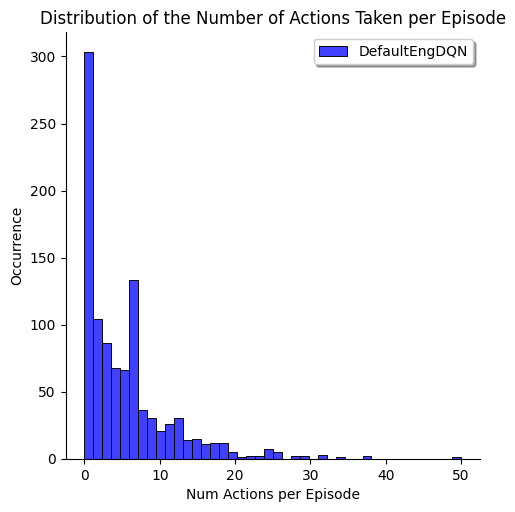 Distribution of the Number of Actions Taken per Episode
DefaultEngDQN
300
250
200
150
100
50
0
Occurrence
0 10 20 30 40 50
Num Actions per Episode